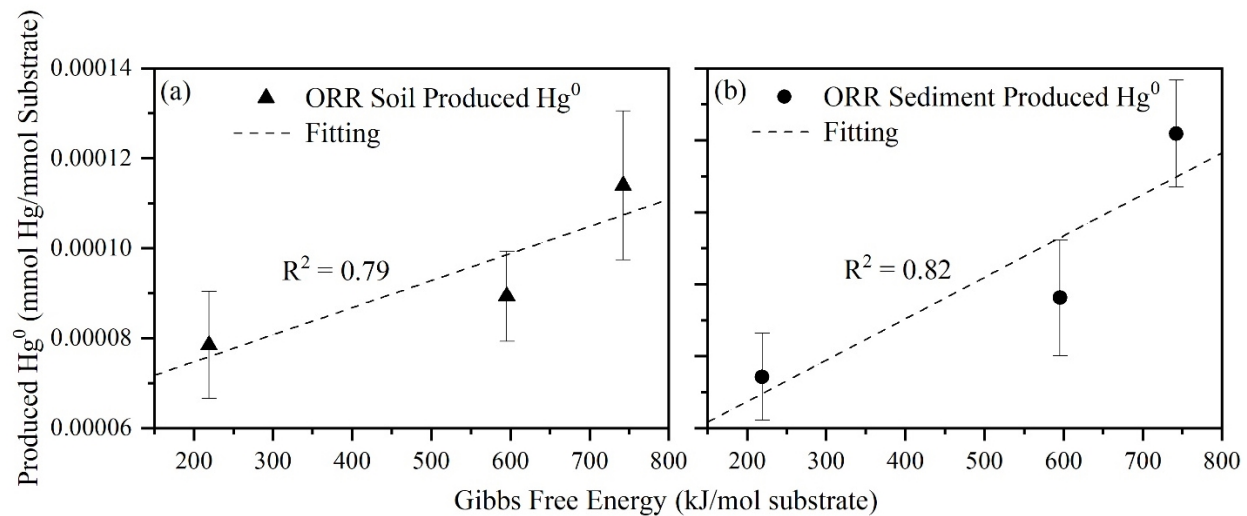 Produced Hg⁰ (mmol Hg/mmol Substrate)
0.00014
0.00012
0.00010
0.00008
0.00006
(a)
ORR Soil Produced Hg⁰
Fitting
R² = 0.79
200 300 400 500 600 700 800
(b)
ORR Sediment Produced Hg⁰
Fitting
R² = 0.82
200 300 400 500 600 700 800
Gibbs Free Energy (kJ/mol substrate)